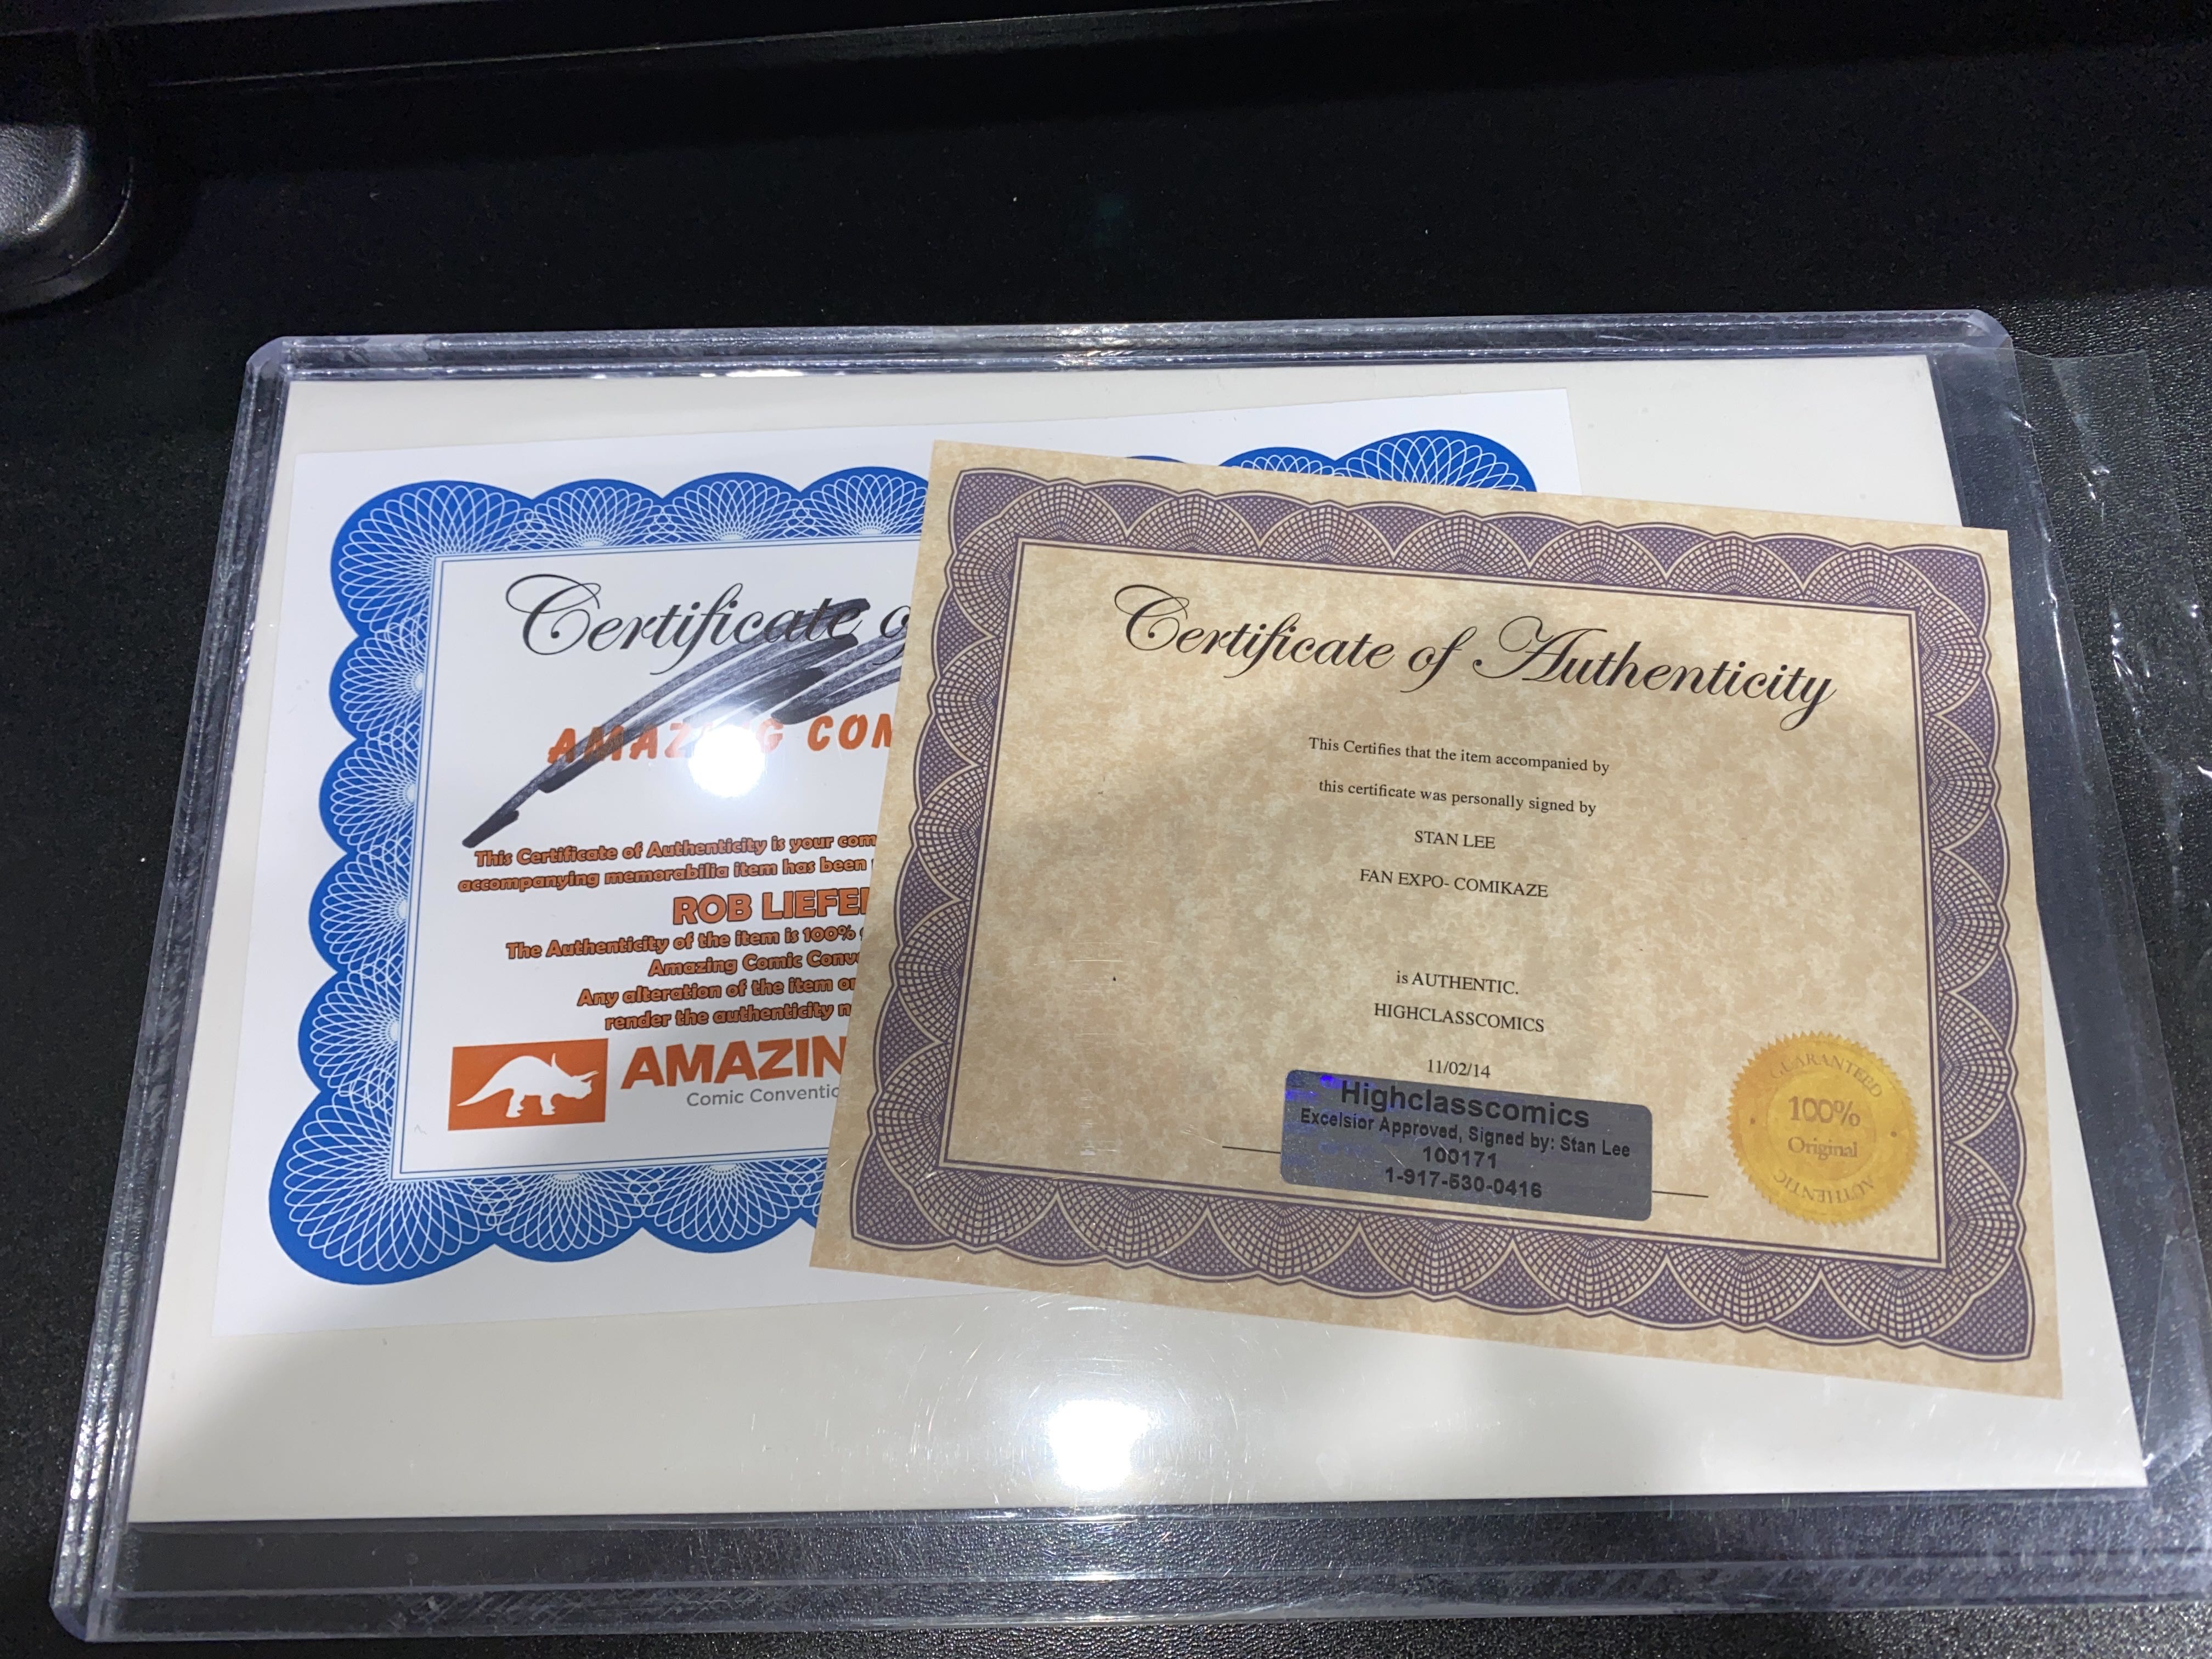 Certificate o
AMAZING COM
This Certificate of Authenticity is your com
accompanying memorabilia item has been
ROB LIEFE
The Authenticity of the item is 100%
Amazing Comic Conv
Any alteration of the item or
render the authenticity n
AMAZIN
Comic Conventio
Certificate of Authenticity
This Certifies that the item accompanied by
this certificate was personally signed by
STAN LEE
FAN EXPO- COMIKAZE
is AUTHENTIC.
HIGHCLASSCOMICS
11/02/14
Highclasscomics
Excelsior Approved, Signed by: Stan Lee
100171
1-917-530-0416
GUARANTEED
100%
Original
AUTHENTIC